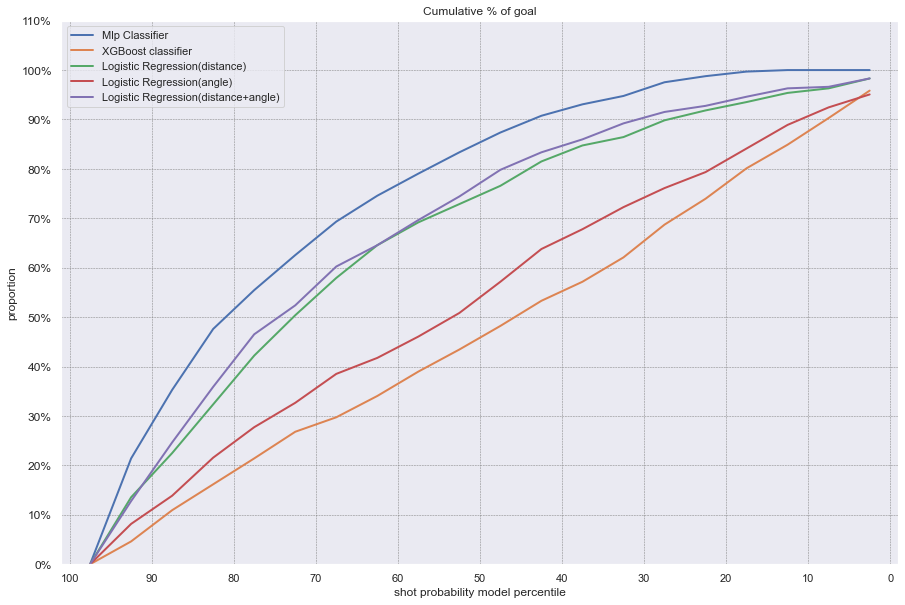 Cumulative % of goal
110%
100%
90%
80%
70%
60%
50%
40%
30%
20%
10%
0%
proportion
Mlp Classifier
XGBoost classifier
Logistic Regression(distance)
Logistic Regression(angle)
Logistic Regression(distance+angle)
100 90 80 70 60 50 40 30 20 10 0
shot probability model percentile